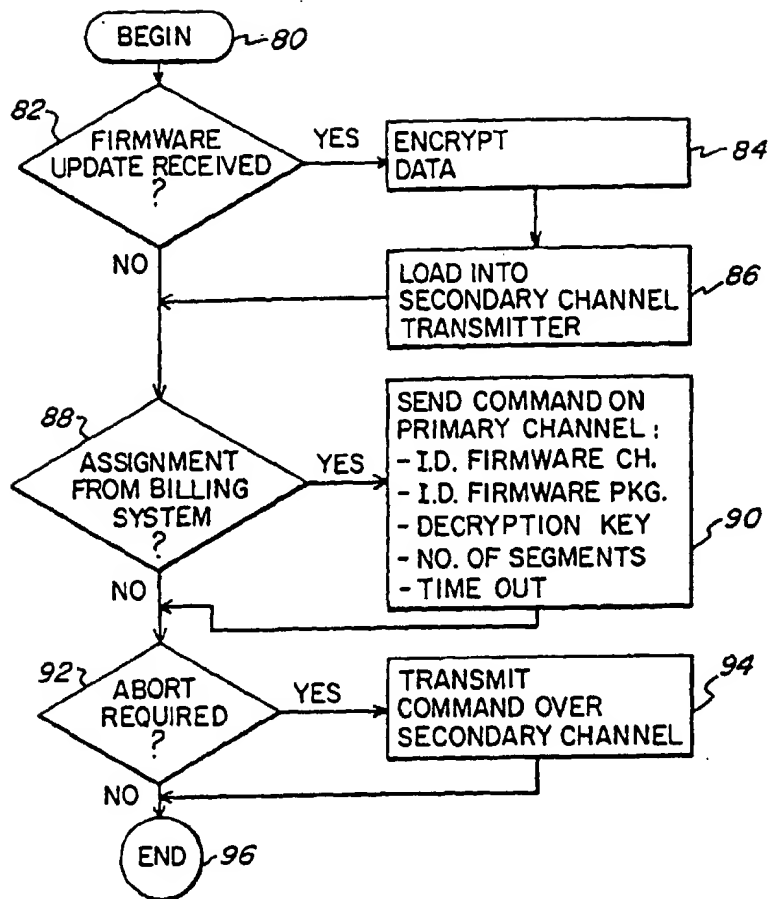 BEGIN
80
82
FIRMWARE
UPDATE RECEIVED
?
YES
ENCRYPT
DATA
84
NO
LOAD INTO
SECONDARY CHANNEL
TRANSMITTER
86
88
ASSIGNMENT
FROM BILLING
SYSTEM
?
YES
SEND COMMAND ON
PRIMARY CHANNEL:
- I.D. FIRMWARE CH.
- I.D. FIRMWARE PKG.
- DECRYPTION KEY
- NO. OF SEGMENTS
- TIME OUT
90
NO
92
ABORT
REQUIRED
?
YES
TRANSMIT
COMMAND OVER
SECONDARY CHANNEL
94
NO
END
96